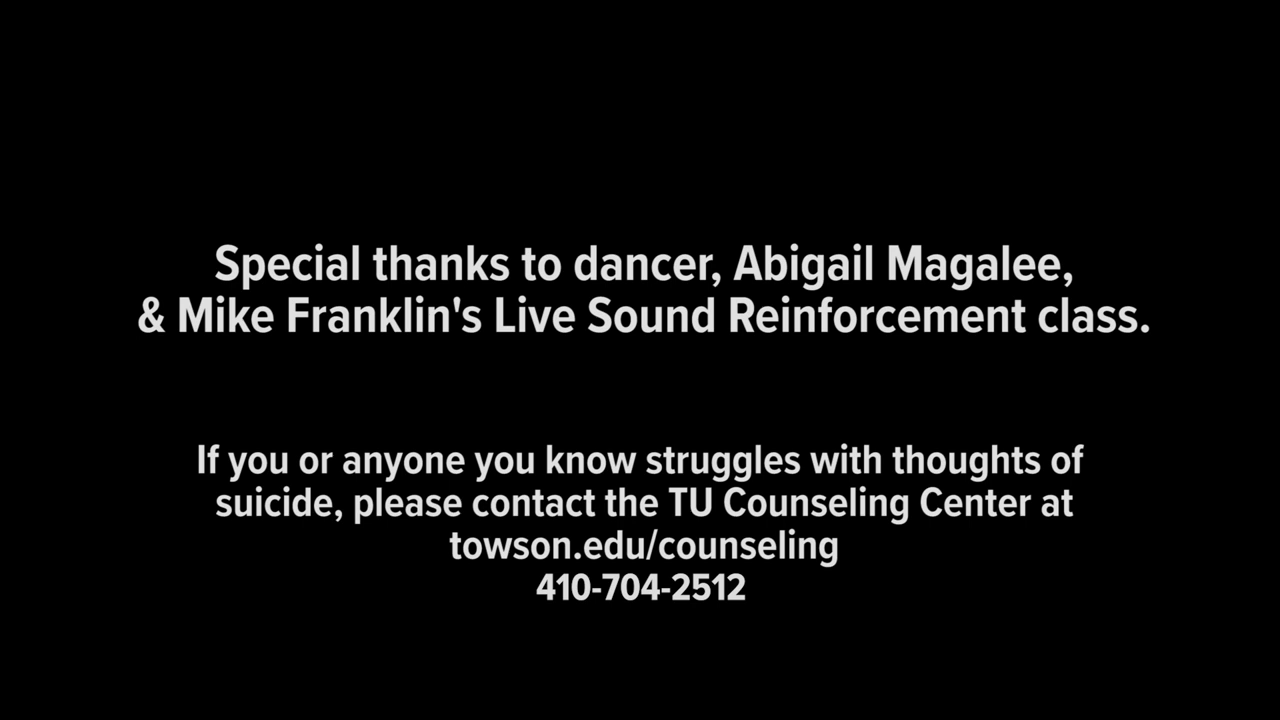 Special thanks to dancer, Abigail Magalee,
& Mike Franklin's Live Sound Reinforcement class.
If you or anyone you know struggles with thoughts of
suicide, please contact the TU Counseling Center at
towson.edu/counseling
410-704-2512